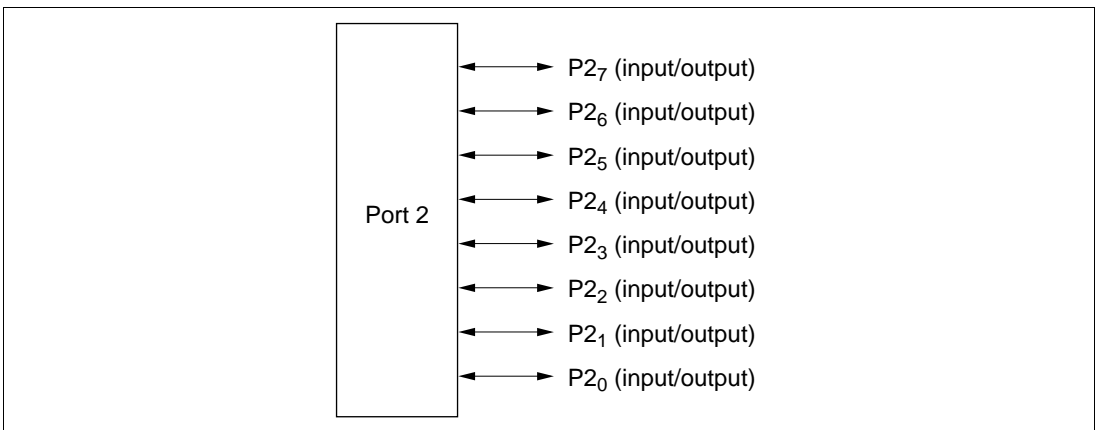 P2₇ (input/output)
P2₆ (input/output)
P2₅ (input/output)
P2₄ (input/output)
Port 2
P2₃ (input/output)
P2₂ (input/output)
P2₁ (input/output)
P2₀ (input/output)